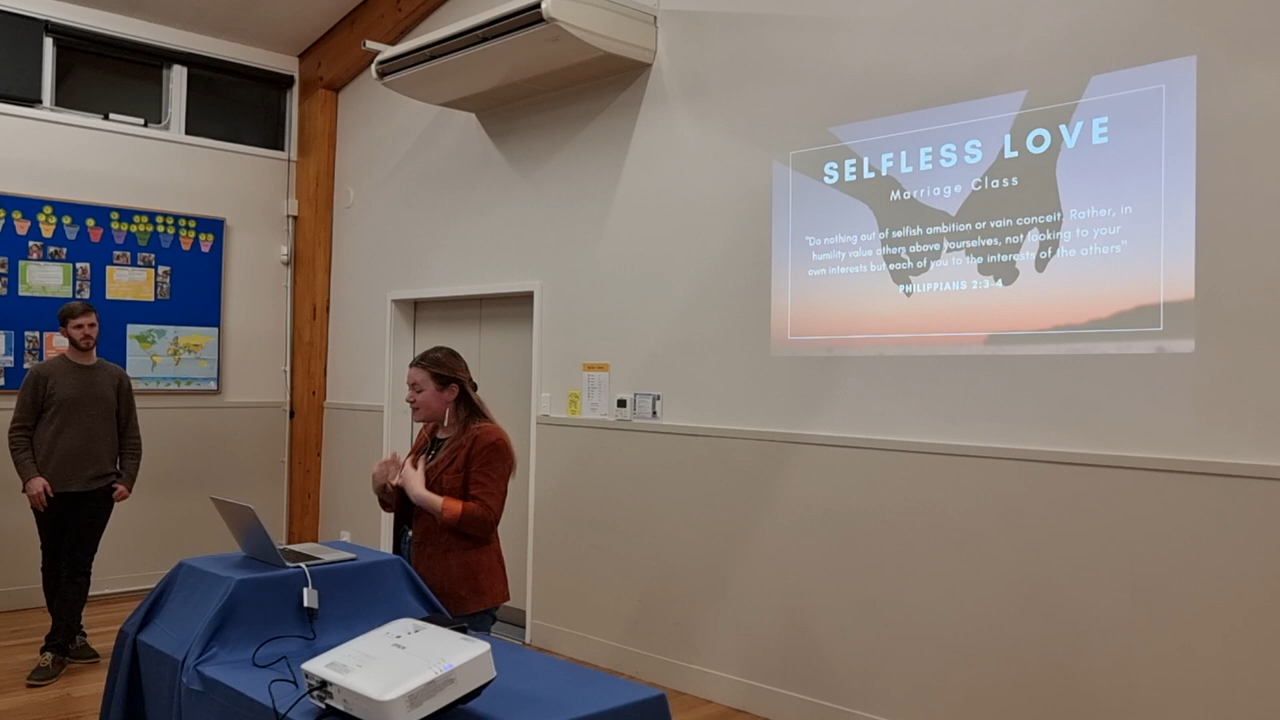 SELFLESS LOVE
Marriage Class
"Do nothing out of selfish ambition or vain conceit. Rather, in
humility value others above yourselves, not looking to your
own interests but each of you to the interests of the others"
PHILIPPIANS 2:3-4